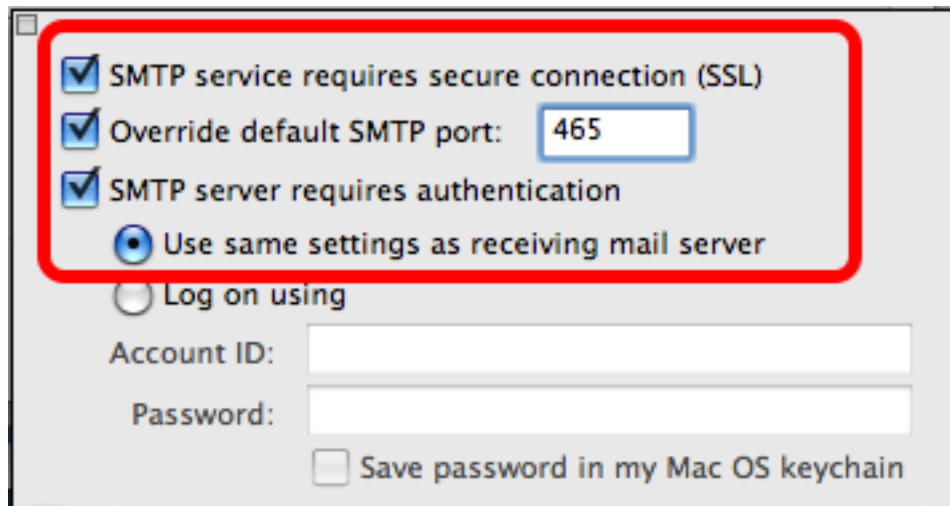 SMTP service requires secure connection (SSL)
Override default SMTP port: 465
SMTP server requires authentication
Use same settings as receiving mail server
Log on using
Account ID:
Password:
Save password in my Mac OS keychain